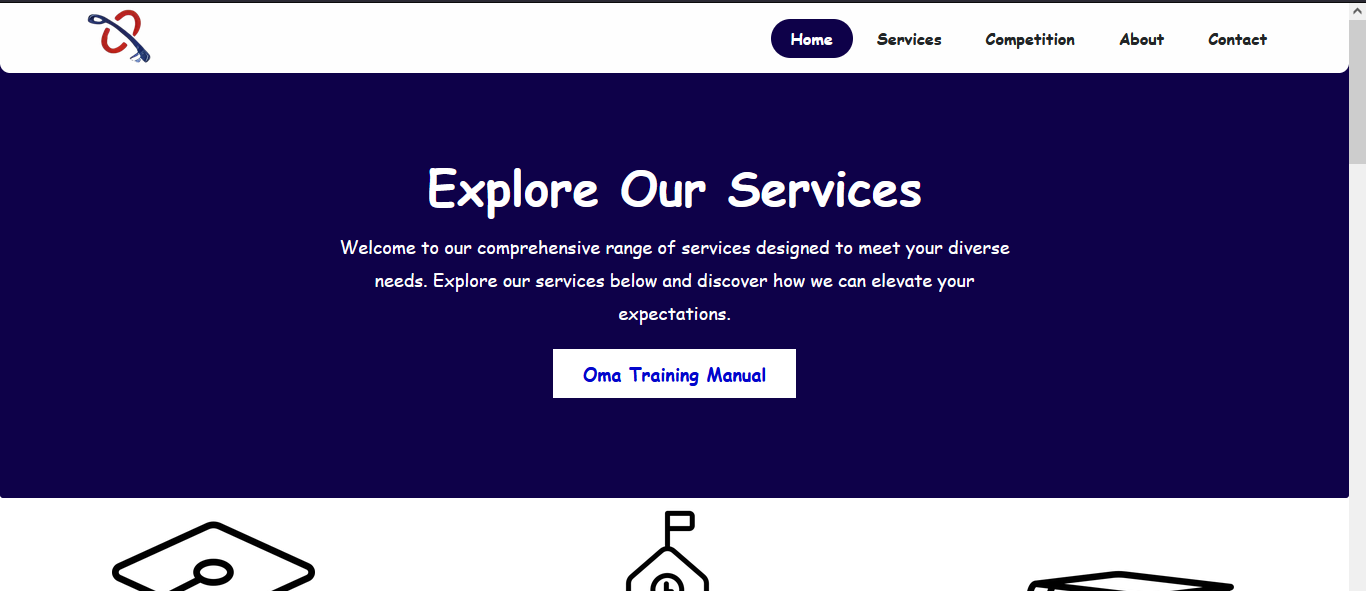 Home Services Competition About Contact
Explore Our Services
Welcome to our comprehensive range of services designed to meet your diverse
needs. Explore our services below and discover how we can elevate your
expectations.
Oma Training Manual